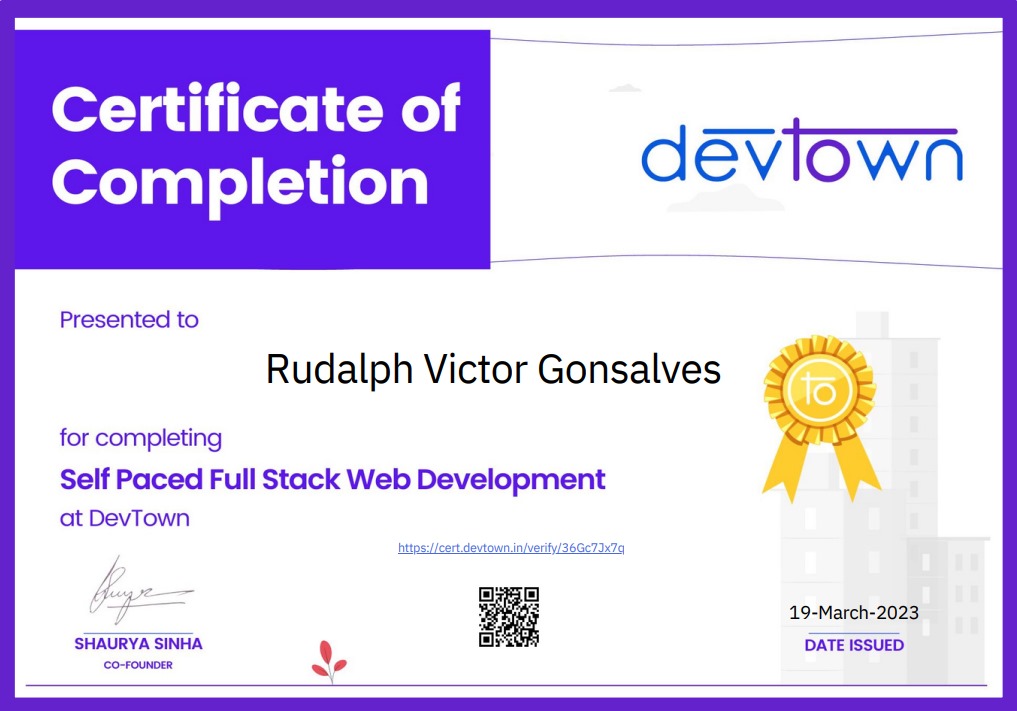 Certificate of
Completion
devtown
Presented to
Rudalph Victor Gonsalves
to
for completing
Self Paced Full Stack Web Development
at DevTown
https://cert.devtown.in/verify/36Gc7Jx7q
19-March-2023
SHAURYA SINHA
DATE ISSUED
CO-FOUNDER